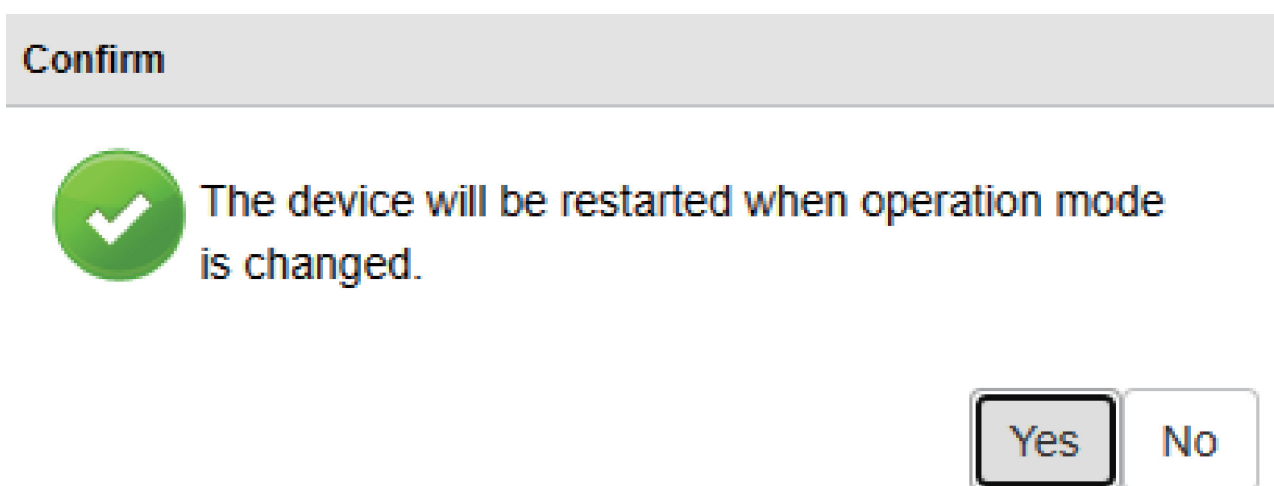 Confirm
The device will be restarted when operation mode
is changed.
Yes No